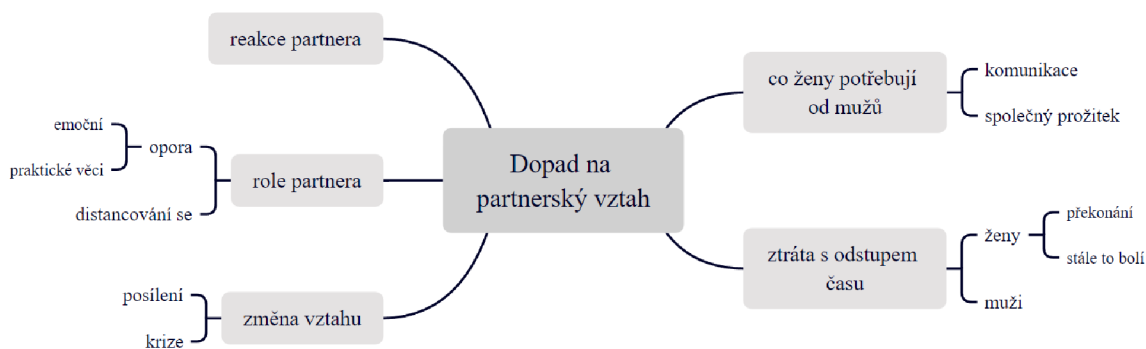 reakce partnera
emoční
praktické věci
opora
distancování se
role partnera
posílení
krize
změna vztahu
Dopad na
partnerský vztah
co ženy potřebují
od mužů
komunikace
společný prožitek
ztráta s odstupem
času
ženy
překonání
stále to bolí
muži